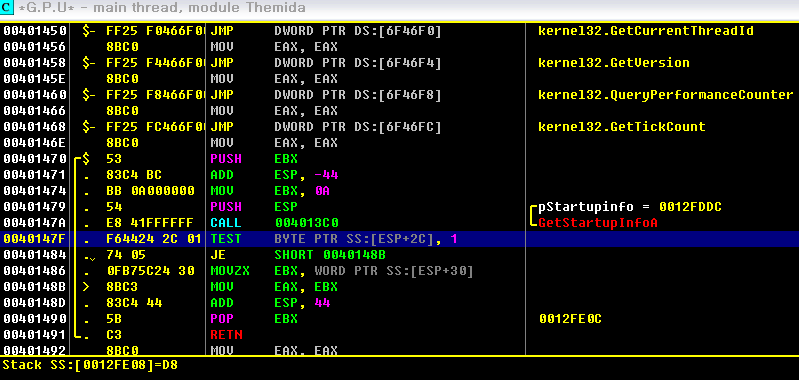 C *G.P.U* - main thread, module Themida
00401450 $- FF25 F0466F00 JMP DWORD PTR DS:[6F46F0] kernel32.GetCurrentThreadId
00401456 8BC0 MOV EAX, EAX
00401458 $- FF25 F4466F00 JMP DWORD PTR DS:[6F46F4] kernel32.GetVersion
0040145E 8BC0 MOV EAX, EAX
00401460 $- FF25 F8466F00 JMP DWORD PTR DS:[6F46F8] kernel32.QueryPerformanceCounter
00401466 8BC0 MOV EAX, EAX
00401468 $- FF25 FC466F00 JMP DWORD PTR DS:[6F46FC] kernel32.GetTickCount
0040146E 8BC0 MOV EAX, EAX
00401470 $ 53 PUSH EBX
00401471 . 83C4 BC ADD ESP, -44
00401474 . BB 0A000000 MOV EBX, 0A
00401479 . 54 PUSH ESP pStartupinfo = 0012FDDC
0040147A . E8 41FFFFFF CALL 004013C0 GetStartupInfoA
0040147F . F64424 2C 01 TEST BYTE PTR SS:[ESP+2C], 1
00401484 .v 74 05 JE SHORT 0040148B
00401486 . 0FB75C24 30 MOVZX EBX, WORD PTR SS:[ESP+30]
0040148B > 8BC3 MOV EAX, EBX
0040148D . 83C4 44 ADD ESP, 44
00401490 . 5B POP EBX 0012FE0C
00401491 . C3 RETN
00401492 8BC0 MOV EAX, EAX
Stack SS:[0012FE08]=D8